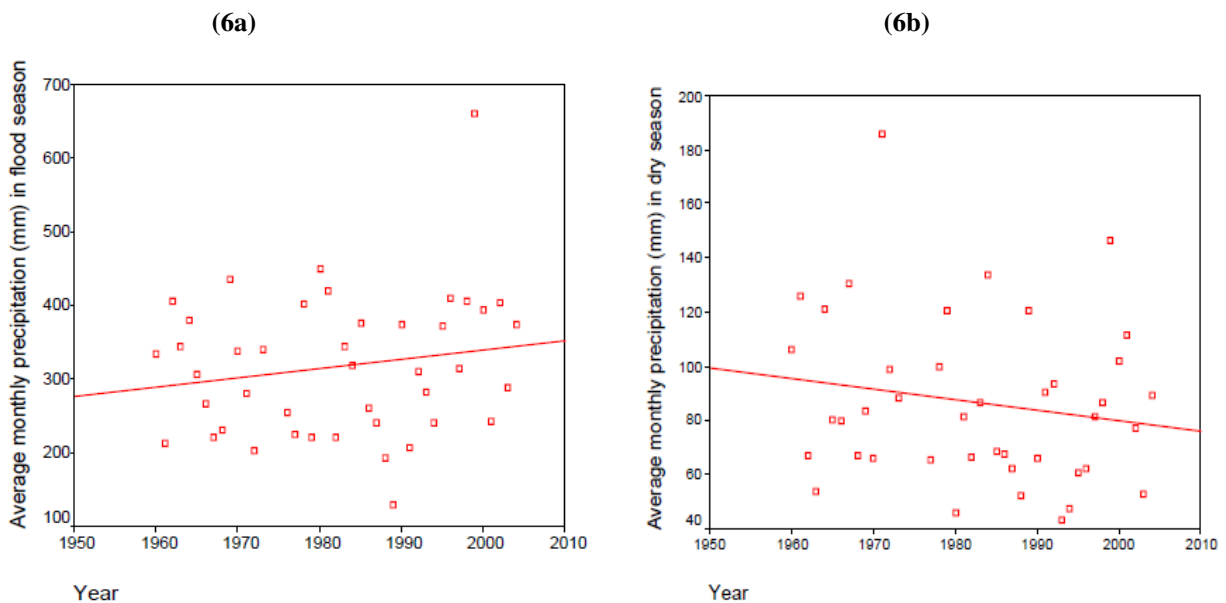 (6a)
(6b)
Average monthly precipitation (mm) in flood season
700
600
500
400
300
200
100
1950 1960 1970 1980 1990 2000 2010
Year
Average monthly precipitation (mm) in dry season
200
180
160
140
120
100
80
60
40
1950 1960 1970 1980 1990 2000 2010
Year